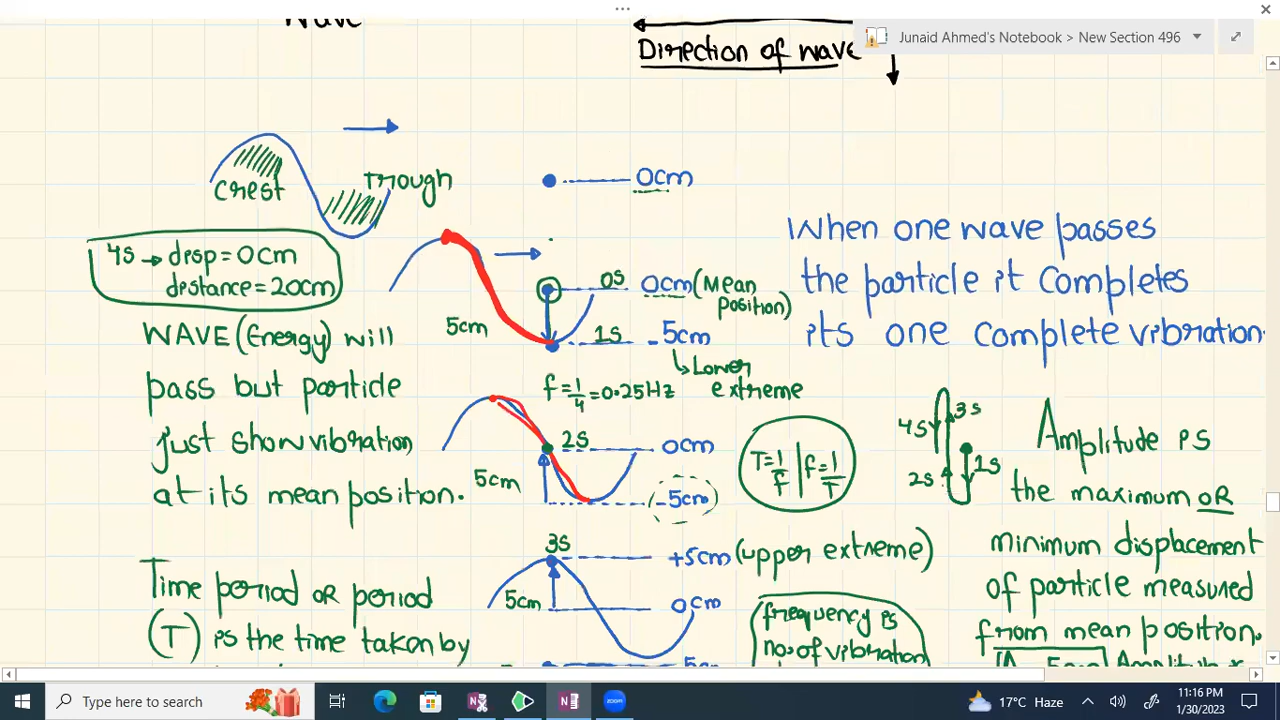 Wave
Direction of wave
Junaid Ahmed's Notebook > New Section 496
Crest
Trough
0cm
4s → desp = 0cm
distance = 20cm
0s
0cm (Mean
position)
5cm
1s
-5cm
Lower
extreme
When one wave passes
the particle it completes
its one complete vibration.
WAVE (Energy) will
pass but particle
just show vibration
at its mean position.
f = 1/4 = 0.25Hz
2s
0cm
5cm
-5cm
T = 1/f | f = 1/T
4s
3s
2s
1s
Amplitude is
the maximum OR
minimum displacement
of particle measured
from mean position.
3s
+5cm (upper extreme)
5cm
0cm
Time period OR period
(T) is the time taken by
frequency is
no. of vibration
Type here to search
zoom
17°C Haze
11:16 PM
1/30/2023